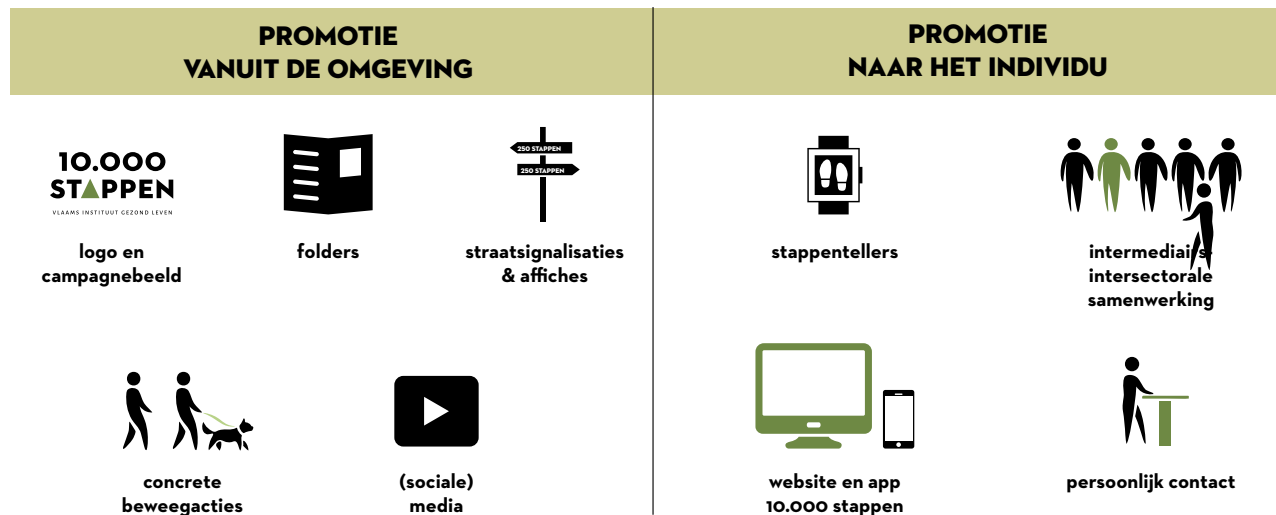 PROMOTIE
VANUIT DE OMGEVING
PROMOTIE
NAAR HET INDIVIDU
10.000
STAPPEN
VLAAMS INSTITUUT GEZOND LEVEN
logo en
campagnebeeld
folders
250 STAPPEN
250 STAPPEN
straatsignalisaties
& affiches
stappentellers
intermediairs-
intersectorale
samenwerking
concrete
beweegacties
(sociale)
media
website en app
10.000 stappen
persoonlijk contact